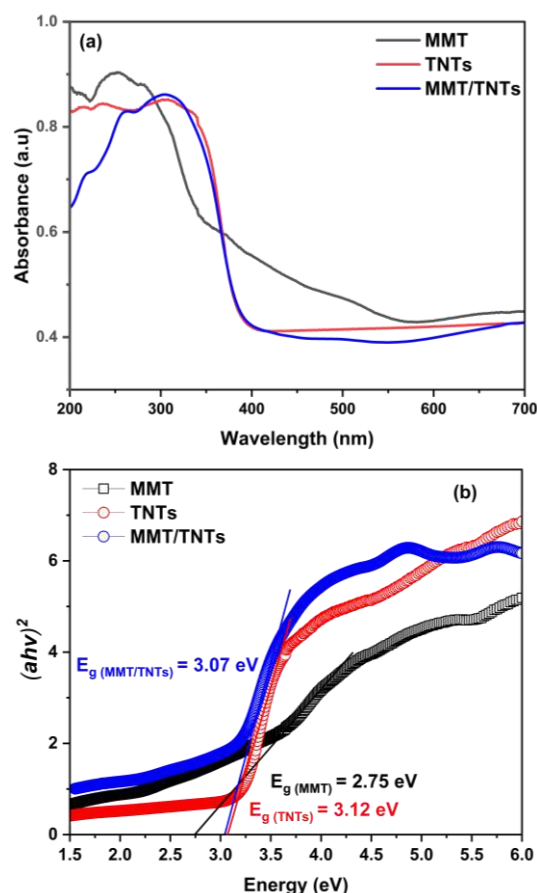 (a)
MMT
TNTs
MMT/TNTs
Absorbance (a.u)
1.0
0.8
0.6
0.4
200 300 400 500 600 700
Wavelength (nm)
(b)
MMT
TNTs
MMT/TNTs
(ahv)²
8
6
4
2
0
E_g (MMT/TNTs) = 3.07 eV
E_g (MMT) = 2.75 eV
E_g (TNTs) = 3.12 eV
1.5 2.0 2.5 3.0 3.5 4.0 4.5 5.0 5.5 6.0
Energy (eV)